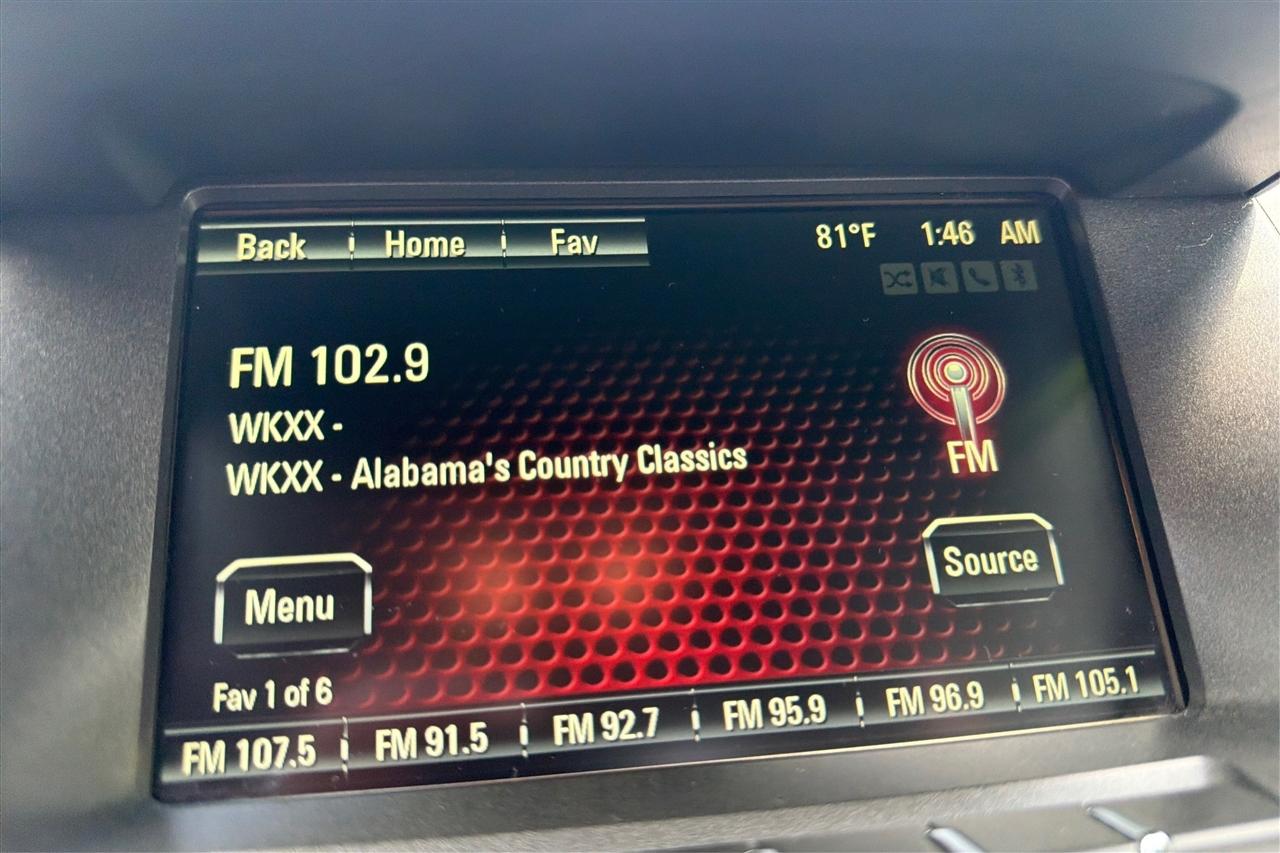 Back Home Fav 81°F 1:46 AM
FM 102.9
WKXX -
WKXX - Alabama's Country Classics
FM
Source
Menu
Fav 1 of 6
FM 107.5 FM 91.5 FM 92.7 FM 95.9 FM 96.9 FM 105.1